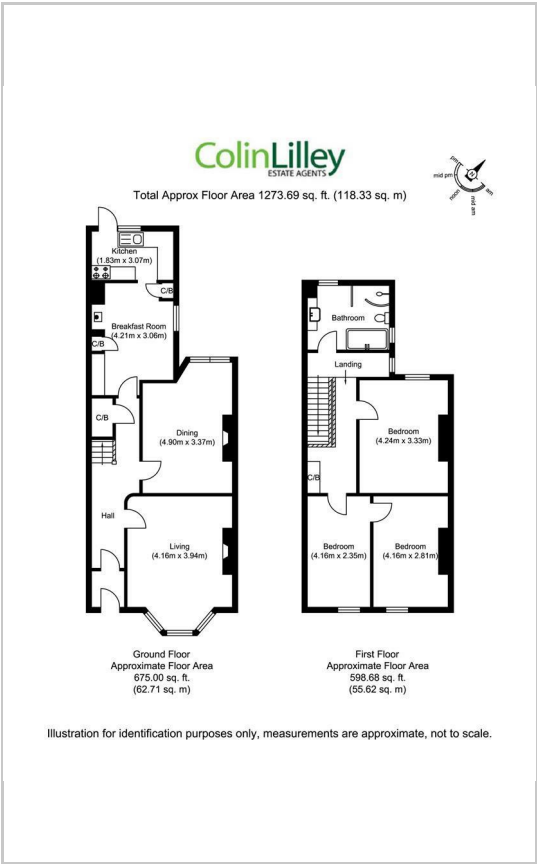 ColinLilley
ESTATE AGENTS
Total Approx Floor Area 1273.69 sq. ft. (118.33 sq. m)
pm
mid pm
noon
mid am
am
N
Kitchen
(1.83m x 3.07m)
C/B
Breakfast Room
(4.21m x 3.06m)
C/B
C/B
Dining
(4.90m x 3.37m)
Hall
Living
(4.16m x 3.94m)
Bathroom
Landing
Bedroom
(4.24m x 3.33m)
C/B
Bedroom
(4.16m x 2.35m)
Bedroom
(4.16m x 2.81m)
Ground Floor
Approximate Floor Area
675.00 sq. ft.
(62.71 sq. m)
First Floor
Approximate Floor Area
598.68 sq. ft.
(55.62 sq. m)
Illustration for identification purposes only, measurements are approximate, not to scale.